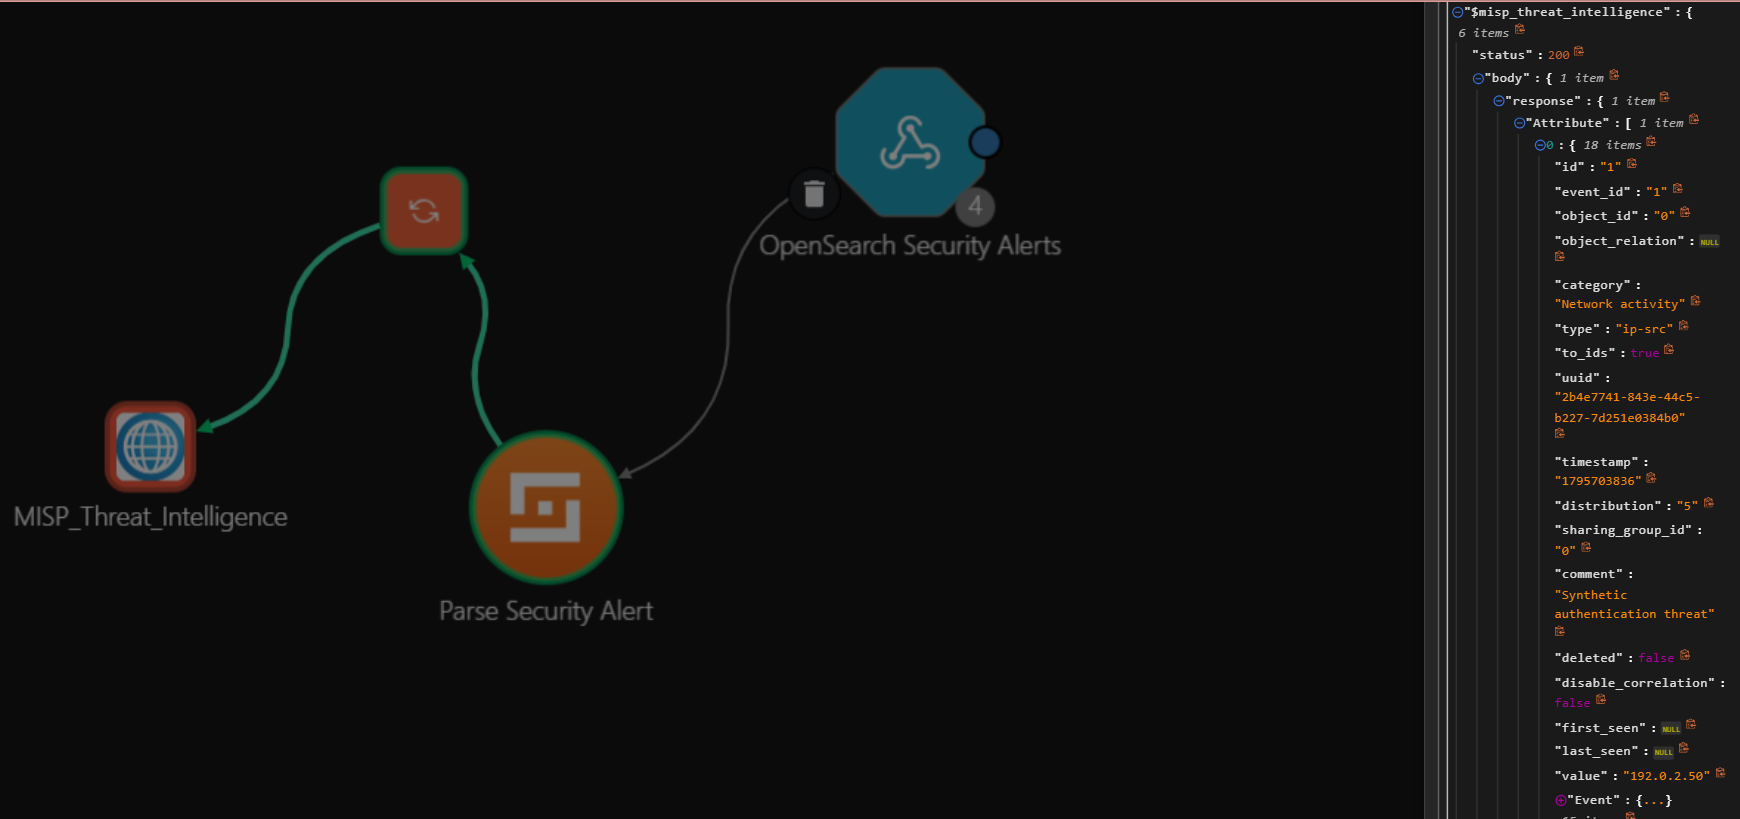 OpenSearch Security Alerts
4
MISP_Threat_Intelligence
Parse Security Alert
"$misp_threat_intelligence" : {
6 items
"status" : 200
"body" : { 1 item
"response" : { 1 item
"Attribute" : [ 1 item
0 : { 18 items
"id" : "1"
"event_id" : "1"
"object_id" : "0"
"object_relation" : NULL
"category" :
"Network activity"
"type" : "ip-src"
"to_ids" : true
"uuid" :
"2b4e7741-843e-44c5-
b227-7d251e0384b0"
"timestamp" :
"1795703836"
"distribution" : "5"
"sharing_group_id" :
"0"
"comment" :
"Synthetic
authentication threat"
"deleted" : false
"disable_correlation" :
false
"first_seen" : NULL
"last_seen" : NULL
"value" : "192.0.2.50"
"Event" : {...}